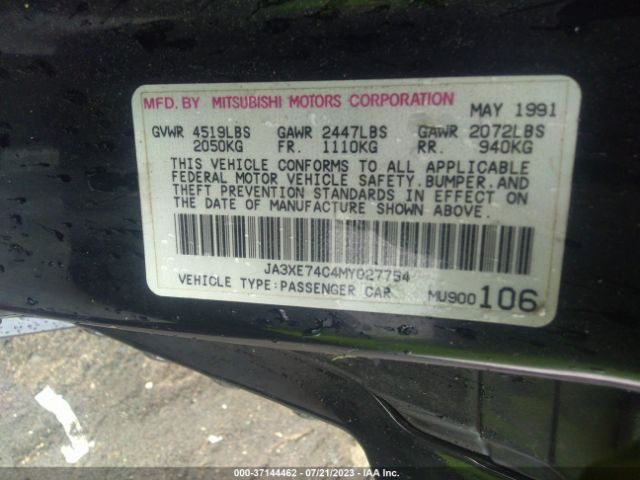 MFD. BY MITSUBISHI MOTORS CORPORATION MAY 1991
GVWR 4519LBS GAWR 2447LBS GAWR 2072LBS
2050KG FR. 1110KG RR. 940KG
THIS VEHICLE CONFORMS TO ALL APPLICABLE
FEDERAL MOTOR VEHICLE SAFETY, BUMPER, AND
THEFT PREVENTION STANDARDS IN EFFECT ON
THE DATE OF MANUFACTURE SHOWN ABOVE.
JA3XE74C4MY027754
VEHICLE TYPE: PASSENGER CAR MU900106
000-37144462 - 07/21/2023 - IAA Inc.